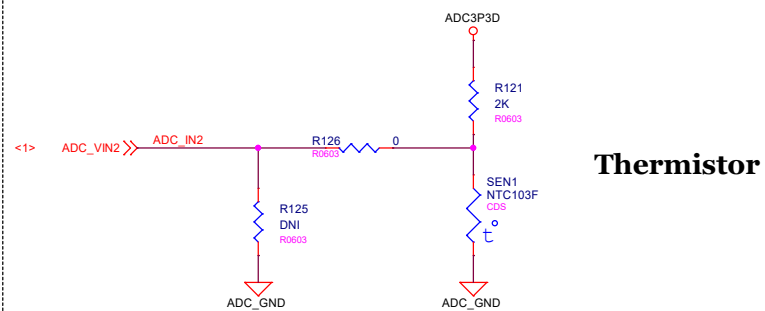 ADC3P3D
R121
2K
R0603
<1> ADC_VIN2 ADC_IN2
R126 0
R0603
Thermistor
SEN1
NTC103F
CDS
t°
R125
DNI
R0603
ADC_GND ADC_GND